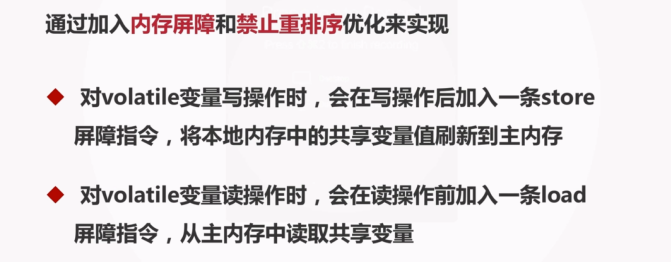 通过加入内存屏障和禁止重排序优化来实现
对volatile变量写操作时，会在写操作后加入一条store
屏障指令，将本地内存中的共享变量值刷新到主内存
对volatile变量读操作时，会在读操作前加入一条load
屏障指令，从主内存中读取共享变量